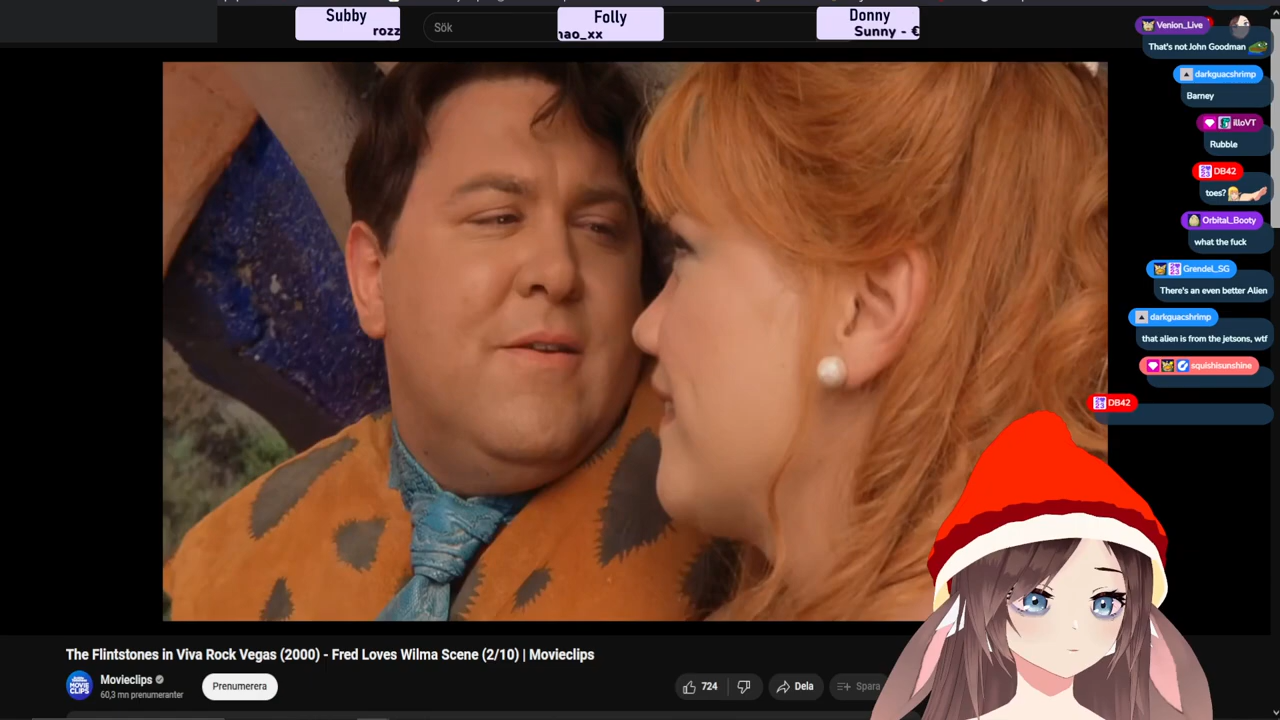 Subby
rozz
Sök
Folly
nao_xx
Donny
Sunny - €
Venion_Live
That's not John Goodman
darkguacshrimp
Barney
illoVT
Rubble
DB42
toes?
Orbital_Booty
what the fuck
Grendel_SG
There's an even better Alien
darkguacshrimp
that alien is from the jetsons, wtf
squishisunshine
DB42
The Flintstones in Viva Rock Vegas (2000) - Fred Loves Wilma Scene (2/10) | Movieclips
Movieclips
60,3 mn prenumeranter
Prenumerera
724
Dela
Spara